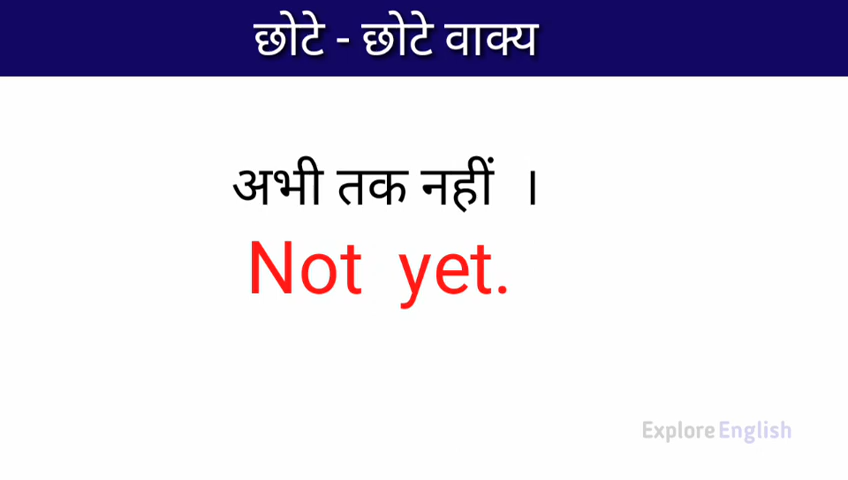 छोटे - छोटे वाक्य
अभी तक नहीं ।
Not yet.
Explore English